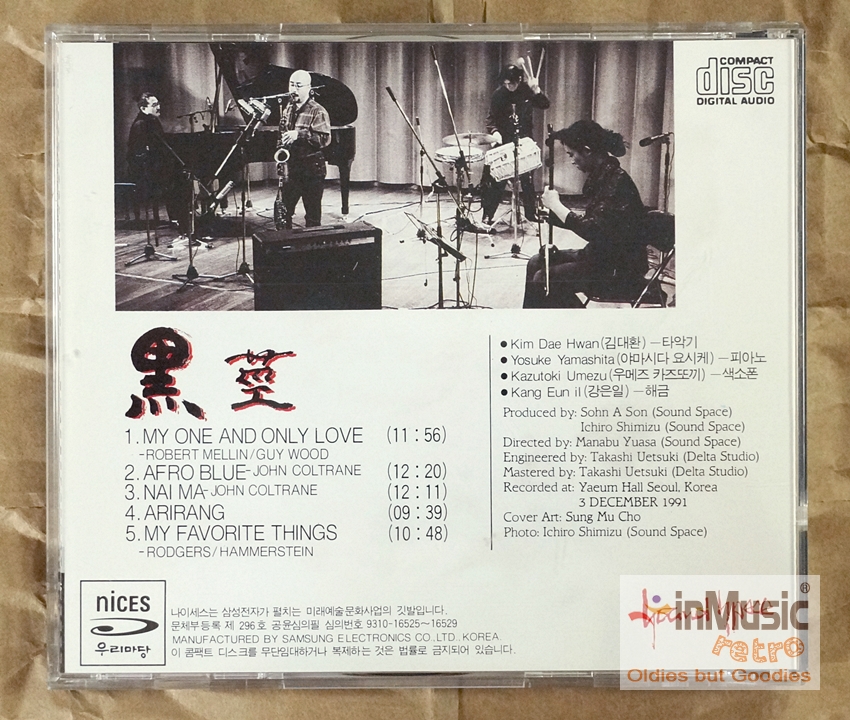 COMPACT
disc
DIGITAL AUDIO
黑 莖
1. MY ONE AND ONLY LOVE (11 : 56)
-ROBERT MELLIN/GUY WOOD
2. AFRO BLUE-JOHN COLTRANE (12 : 20)
3. NAI MA-JOHN COLTRANE (12 : 11)
4. ARIRANG (09 : 39)
5. MY FAVORITE THINGS (10 : 48)
-RODGERS/HAMMERSTEIN
● Kim Dae Hwan(김대환)—타악기
● Yosuke Yamashita(야마시다 요시케)—피아노
● Kazutoki Umezu(우메즈 카즈또끼)—색소폰
● Kang Eun il(강은일)—해금
Produced by: Sohn A Son (Sound Space)
Ichiro Shimizu (Sound Space)
Directed by: Manabu Yuasa (Sound Space)
Engineered by: Takashi Uetsuki (Delta Studio)
Mastered by: Takashi Uetsuki (Delta Studio)
Recorded at: Yaeum Hall Seoul, Korea
3 DECEMBER 1991
Cover Art: Sung Mu Cho
Photo: Ichiro Shimizu (Sound Space)
nices
우리마당
나이세스는 삼성전자가 펼치는 미래예술문화사업의 깃발입니다.
문체부등록 제 296호 공윤심의필 심의번호 9310-16525~16529
MANUFACTURED BY SAMSUNG ELECTRONICS CO.,LTD. KOREA.
이 콤팩트 디스크를 무단임대하거나 복제하는 것은 법률로 금지되어 있습니다.
inMusic®
retro
Oldies but Goodies